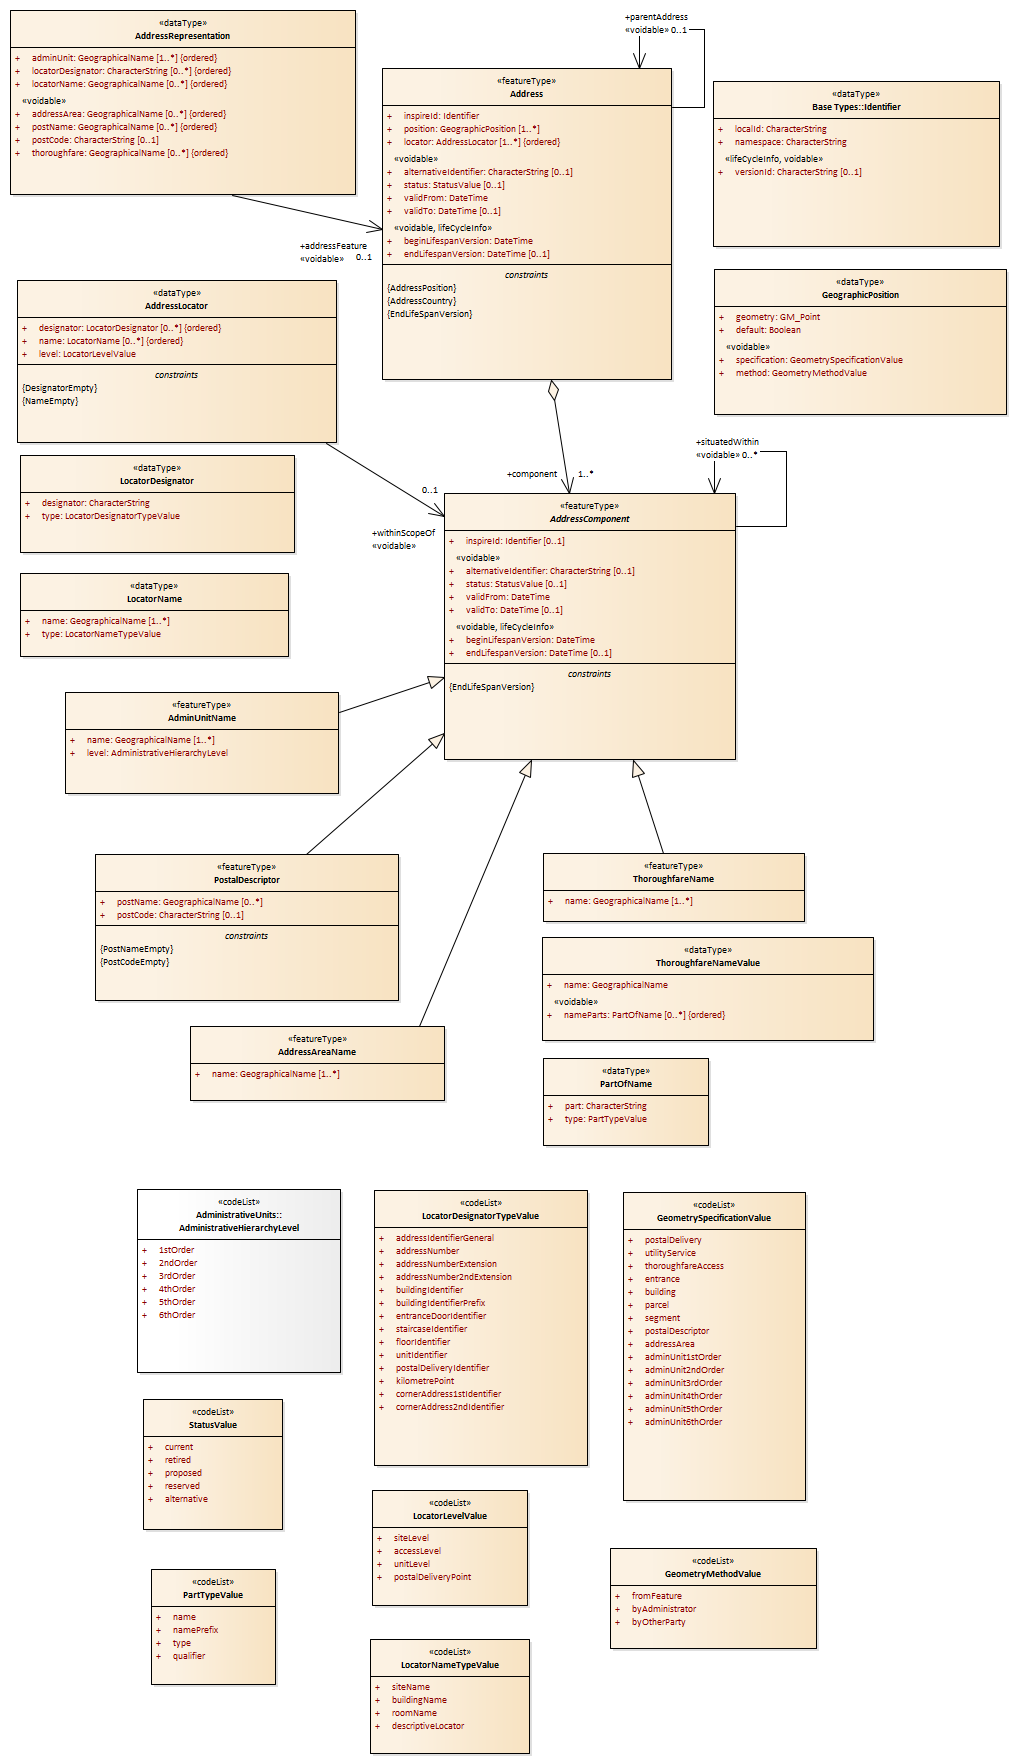 «dataType»
AddressRepresentation
+ adminUnit: GeographicalName [1..*] {ordered}
+ locatorDesignator: CharacterString [0..*] {ordered}
+ locatorName: GeographicalName [0..*] {ordered}
«voidable»
+ addressArea: GeographicalName [0..*] {ordered}
+ postName: GeographicalName [0..*] {ordered}
+ postCode: CharacterString [0..1]
+ thoroughfare: GeographicalName [0..*] {ordered}
+parentAddress
«voidable» 0..1
«featureType»
Address
+ inspireId: Identifier
+ position: GeographicPosition [1..*]
+ locator: AddressLocator [1..*] {ordered}
«voidable»
+ alternativeIdentifier: CharacterString [0..1]
+ status: StatusValue [0..1]
+ validFrom: DateTime
+ validTo: DateTime [0..1]
«voidable, lifeCycleInfo»
+ beginLifespanVersion: DateTime
+ endLifespanVersion: DateTime [0..1]
constraints
{AddressPosition}
{AddressCountry}
{EndLifeSpanVersion}
«dataType»
Base Types::Identifier
+ localId: CharacterString
+ namespace: CharacterString
«lifeCycleInfo, voidable»
+ versionId: CharacterString [0..1]
+addressFeature
«voidable» 0..1
«dataType»
GeographicPosition
+ geometry: GM_Point
+ default: Boolean
«voidable»
+ specification: GeometrySpecificationValue
+ method: GeometryMethodValue
«dataType»
AddressLocator
+ designator: LocatorDesignator [0..*] {ordered}
+ name: LocatorName [0..*] {ordered}
+ level: LocatorLevelValue
constraints
{DesignatorEmpty}
{NameEmpty}
+situatedWithin
«voidable» 0..*
+component 1..*
0..1
+withinScopeOf
«voidable»
«dataType»
LocatorDesignator
+ designator: CharacterString
+ type: LocatorDesignatorTypeValue
«featureType»
AddressComponent
+ inspireId: Identifier [0..1]
«voidable»
+ alternativeIdentifier: CharacterString [0..1]
+ status: StatusValue [0..1]
+ validFrom: DateTime
+ validTo: DateTime [0..1]
«voidable, lifeCycleInfo»
+ beginLifespanVersion: DateTime
+ endLifespanVersion: DateTime [0..1]
constraints
{EndLifeSpanVersion}
«dataType»
LocatorName
+ name: GeographicalName [1..*]
+ type: LocatorNameTypeValue
«featureType»
AdminUnitName
+ name: GeographicalName [1..*]
+ level: AdministrativeHierarchyLevel
«featureType»
PostalDescriptor
+ postName: GeographicalName [0..*]
+ postCode: CharacterString [0..1]
constraints
{PostNameEmpty}
{PostCodeEmpty}
«featureType»
ThoroughfareName
+ name: GeographicalName [1..*]
«dataType»
ThoroughfareNameValue
+ name: GeographicalName
«voidable»
+ nameParts: PartOfName [0..*] {ordered}
«featureType»
AddressAreaName
+ name: GeographicalName [1..*]
«dataType»
PartOfName
+ part: CharacterString
+ type: PartTypeValue
«codeList»
AdministrativeUnits::
AdministrativeHierarchyLevel
+ 1stOrder
+ 2ndOrder
+ 3rdOrder
+ 4thOrder
+ 5thOrder
+ 6thOrder
«codeList»
LocatorDesignatorTypeValue
+ addressIdentifierGeneral
+ addressNumber
+ addressNumberExtension
+ addressNumber2ndExtension
+ buildingIdentifier
+ buildingIdentifierPrefix
+ entranceDoorIdentifier
+ staircaseIdentifier
+ floorIdentifier
+ unitIdentifier
+ postalDeliveryIdentifier
+ kilometrePoint
+ cornerAddress1stIdentifier
+ cornerAddress2ndIdentifier
«codeList»
GeometrySpecificationValue
+ postalDelivery
+ utilityService
+ thoroughfareAccess
+ entrance
+ building
+ parcel
+ segment
+ postalDescriptor
+ addressArea
+ adminUnit1stOrder
+ adminUnit2ndOrder
+ adminUnit3rdOrder
+ adminUnit4thOrder
+ adminUnit5thOrder
+ adminUnit6thOrder
«codeList»
StatusValue
+ current
+ retired
+ proposed
+ reserved
+ alternative
«codeList»
LocatorLevelValue
+ siteLevel
+ accessLevel
+ unitLevel
+ postalDeliveryPoint
«codeList»
GeometryMethodValue
+ fromFeature
+ byAdministrator
+ byOtherParty
«codeList»
PartTypeValue
+ name
+ namePrefix
+ type
+ qualifier
«codeList»
LocatorNameTypeValue
+ siteName
+ buildingName
+ roomName
+ descriptiveLocator